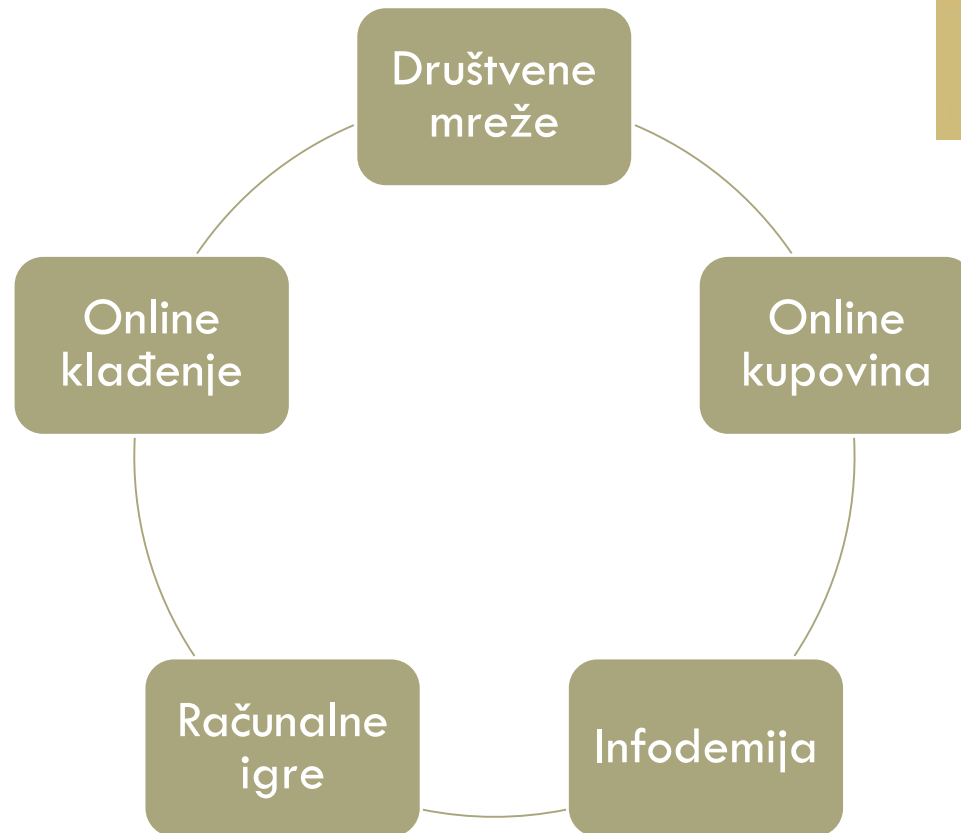 Društvene
mreže
Online
kupovina
Infodemija
Računalne
igre
Online
klađenje